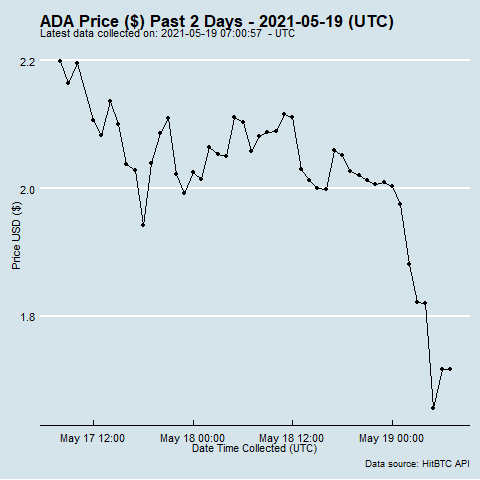 ADA Price ($) Past 2 Days - 2021-05-19 (UTC)
Latest data collected on: 2021-05-19 07:00:57 - UTC
2.2
2.0
1.8
Price USD ($)
May 17 12:00 May 18 00:00 May 18 12:00 May 19 00:00
Date Time Collected (UTC)
Data source: HitBTC API